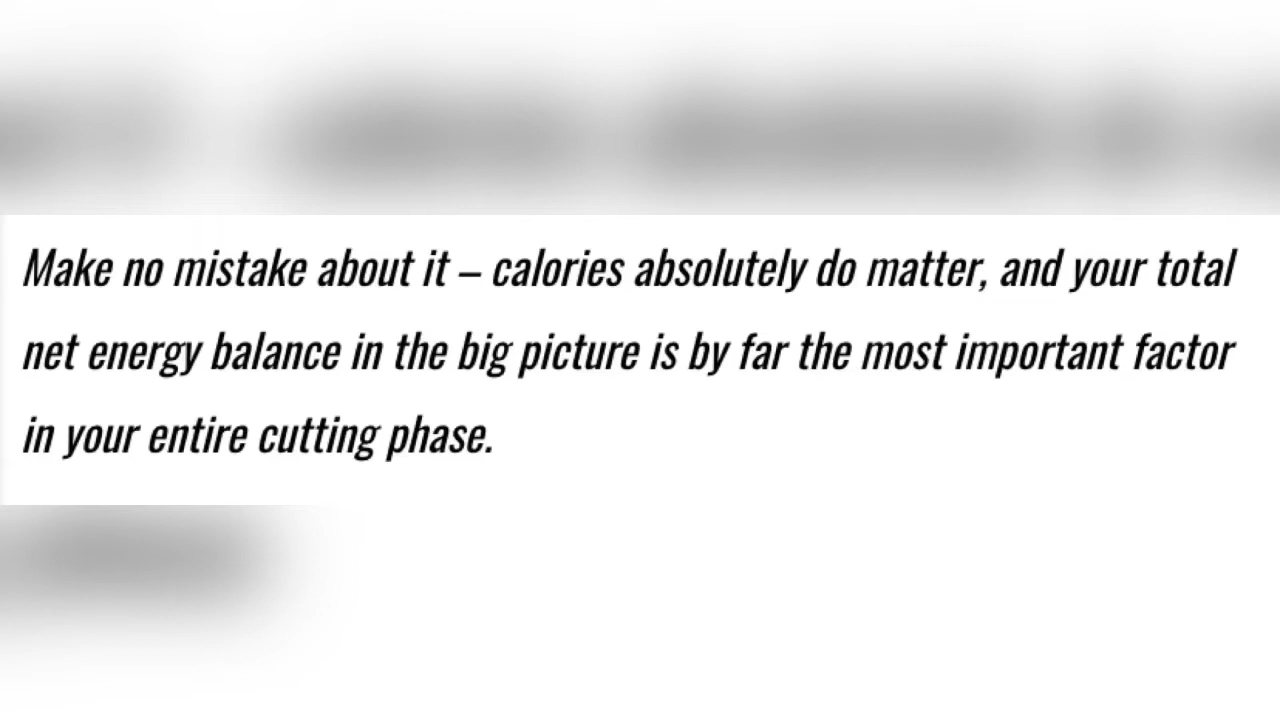 Make no mistake about it – calories absolutely do matter, and your total
net energy balance in the big picture is by far the most important factor
in your entire cutting phase.